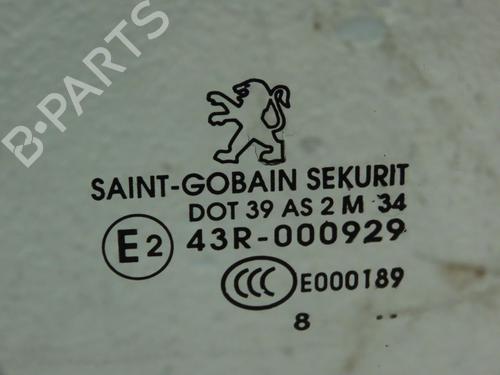 B-PARTS
SAINT-GOBAIN SEKURIT
DOT 39 AS 2 M 34
E2 43R-000929
CCC E000189
8 ..